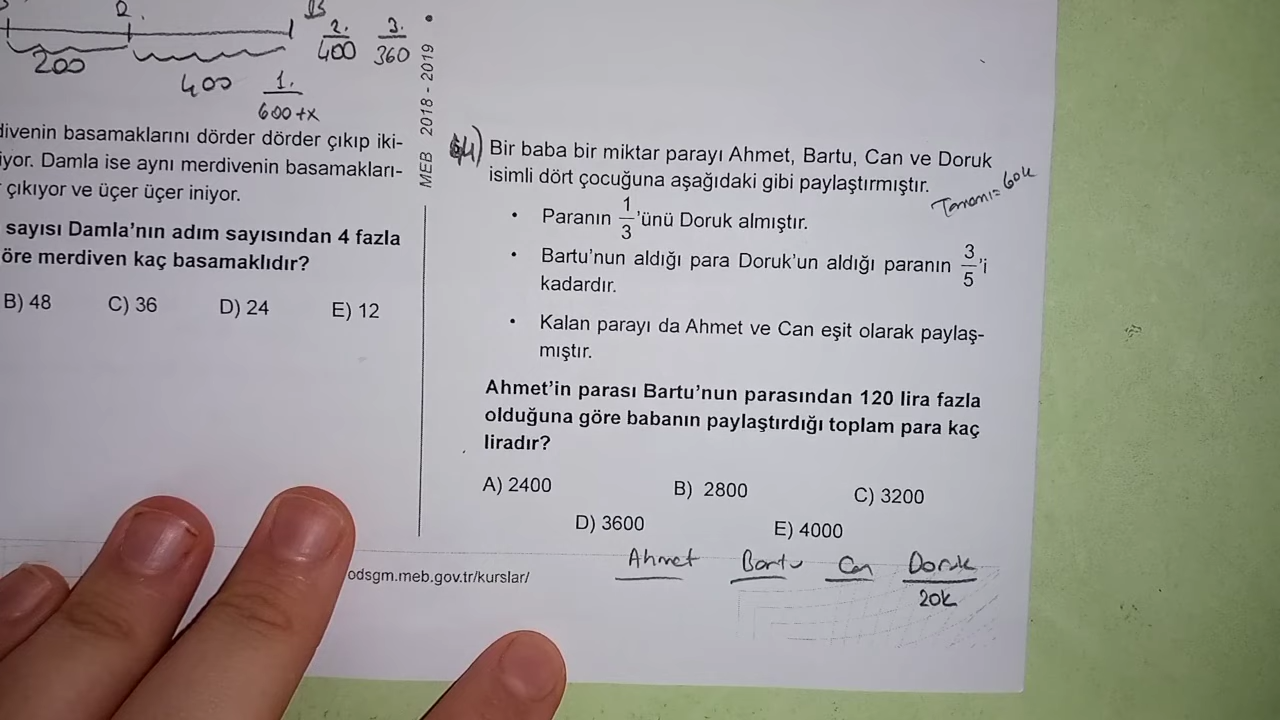 2.
B
200
400
2.
400
3.
360
1.
600+x
MEB 2018 - 2019
divenin basamaklarını dörder dörder çıkıp iki-
iyor. Damla ise aynı merdivenin basamakları-
çıkıyor ve üçer üçer iniyor.
sayısı Damla'nın adım sayısından 4 fazla
öre merdiven kaç basamaklıdır?
B) 48 C) 36 D) 24 E) 12
Bir baba bir miktar parayı Ahmet, Bartu, Can ve Doruk
isimli dört çocuğuna aşağıdaki gibi paylaştırmıştır.
Tamamı= 60k
• Paranın 1/3'ünü Doruk almıştır.
• Bartu'nun aldığı para Doruk'un aldığı paranın 3/5'i
kadardır.
• Kalan parayı da Ahmet ve Can eşit olarak paylaş-
mıştır.
Ahmet'in parası Bartu'nun parasından 120 lira fazla
olduğuna göre babanın paylaştırdığı toplam para kaç
liradır?
A) 2400 B) 2800 C) 3200
D) 3600 E) 4000
Ahmet Bartu Can Doruk
20k
odsgm.meb.gov.tr/kurslar/